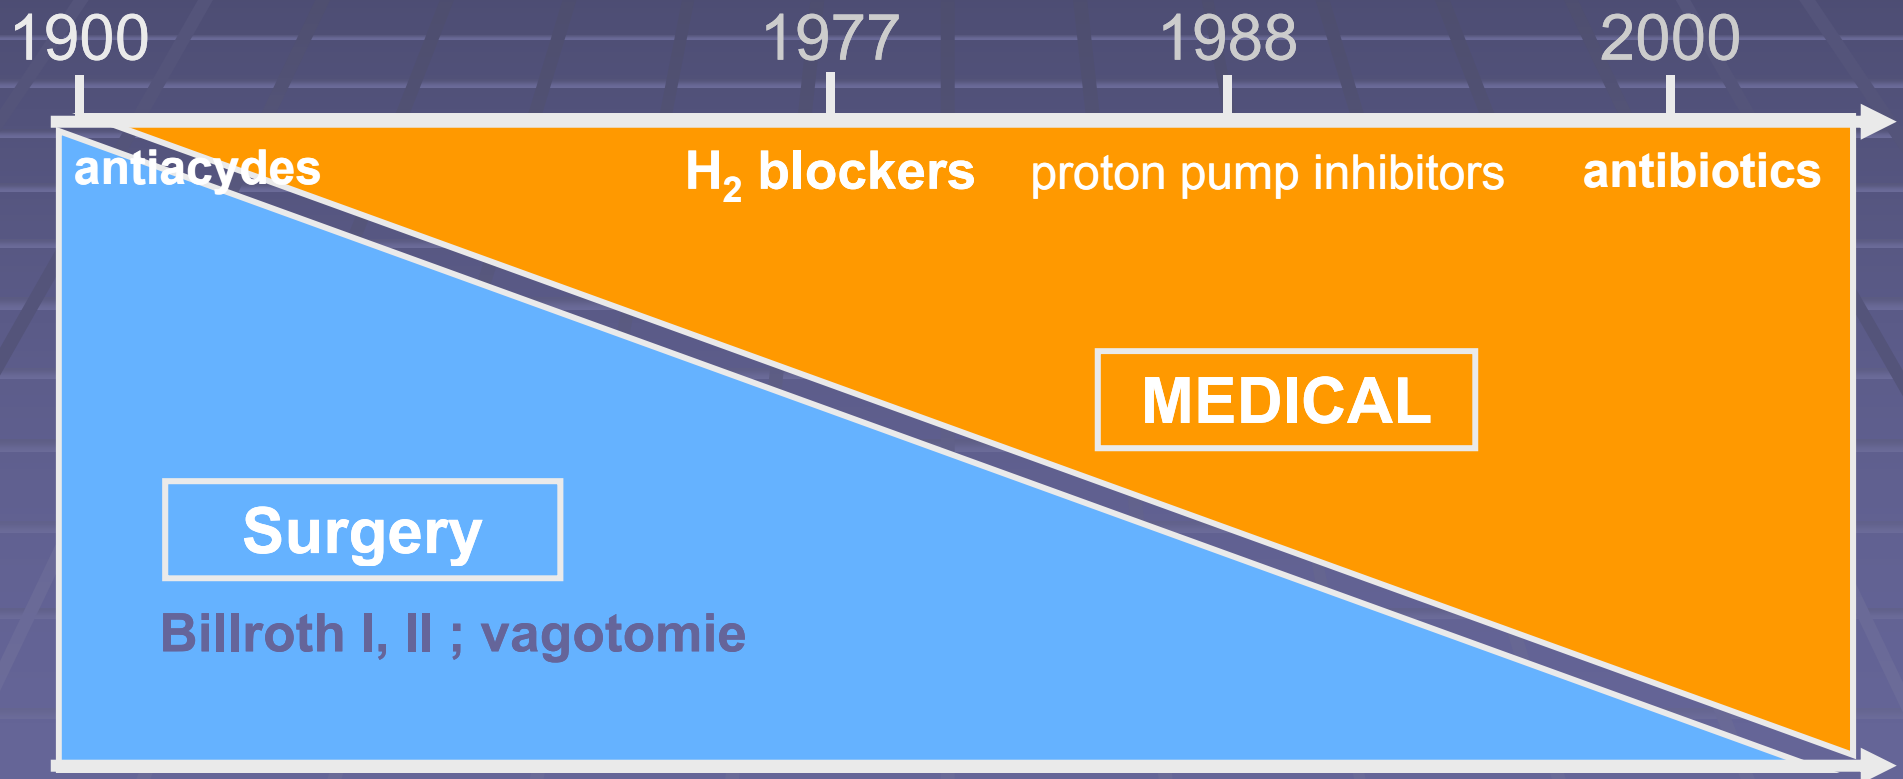 1900 1977 1988 2000
antiacydes H₂ blockers proton pump inhibitors antibiotics
MEDICAL
Surgery
Billroth I, II ; vagotomie